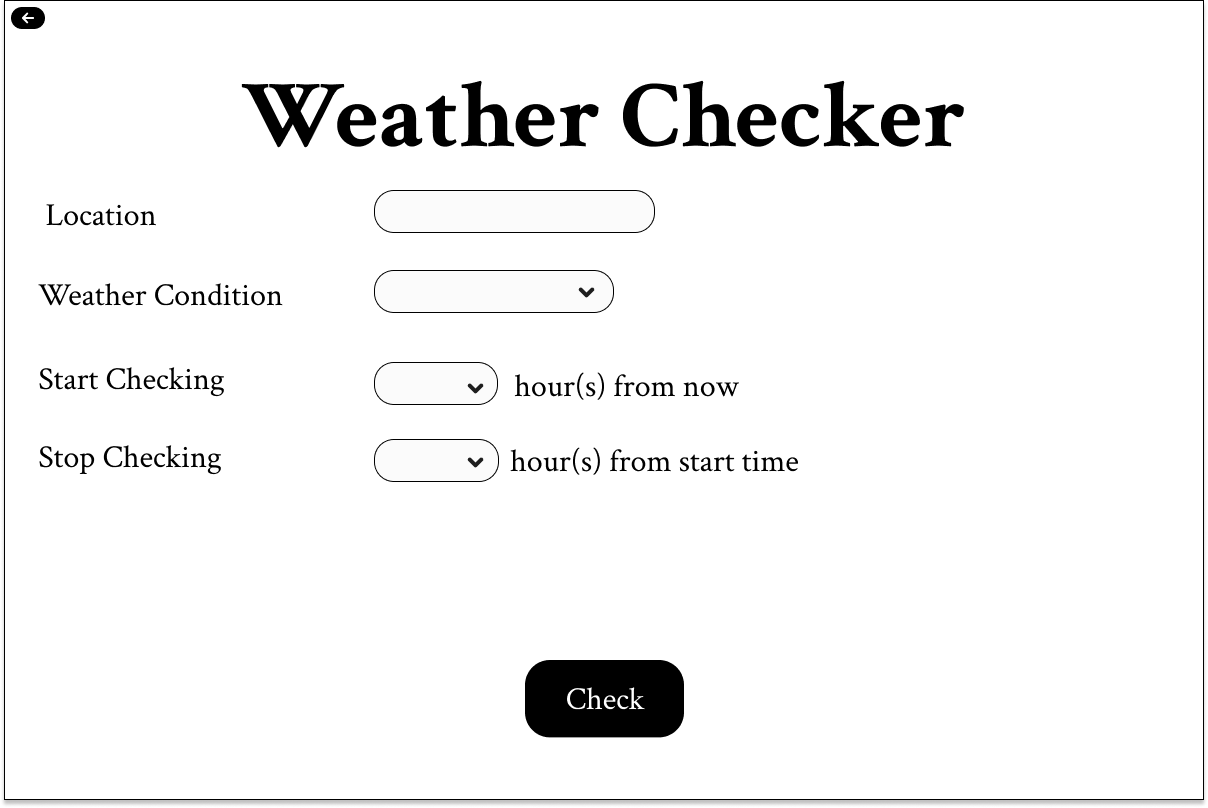 Weather Checker
Location
Weather Condition
Start Checking
hour(s) from now
Stop Checking
hour(s) from start time
Check